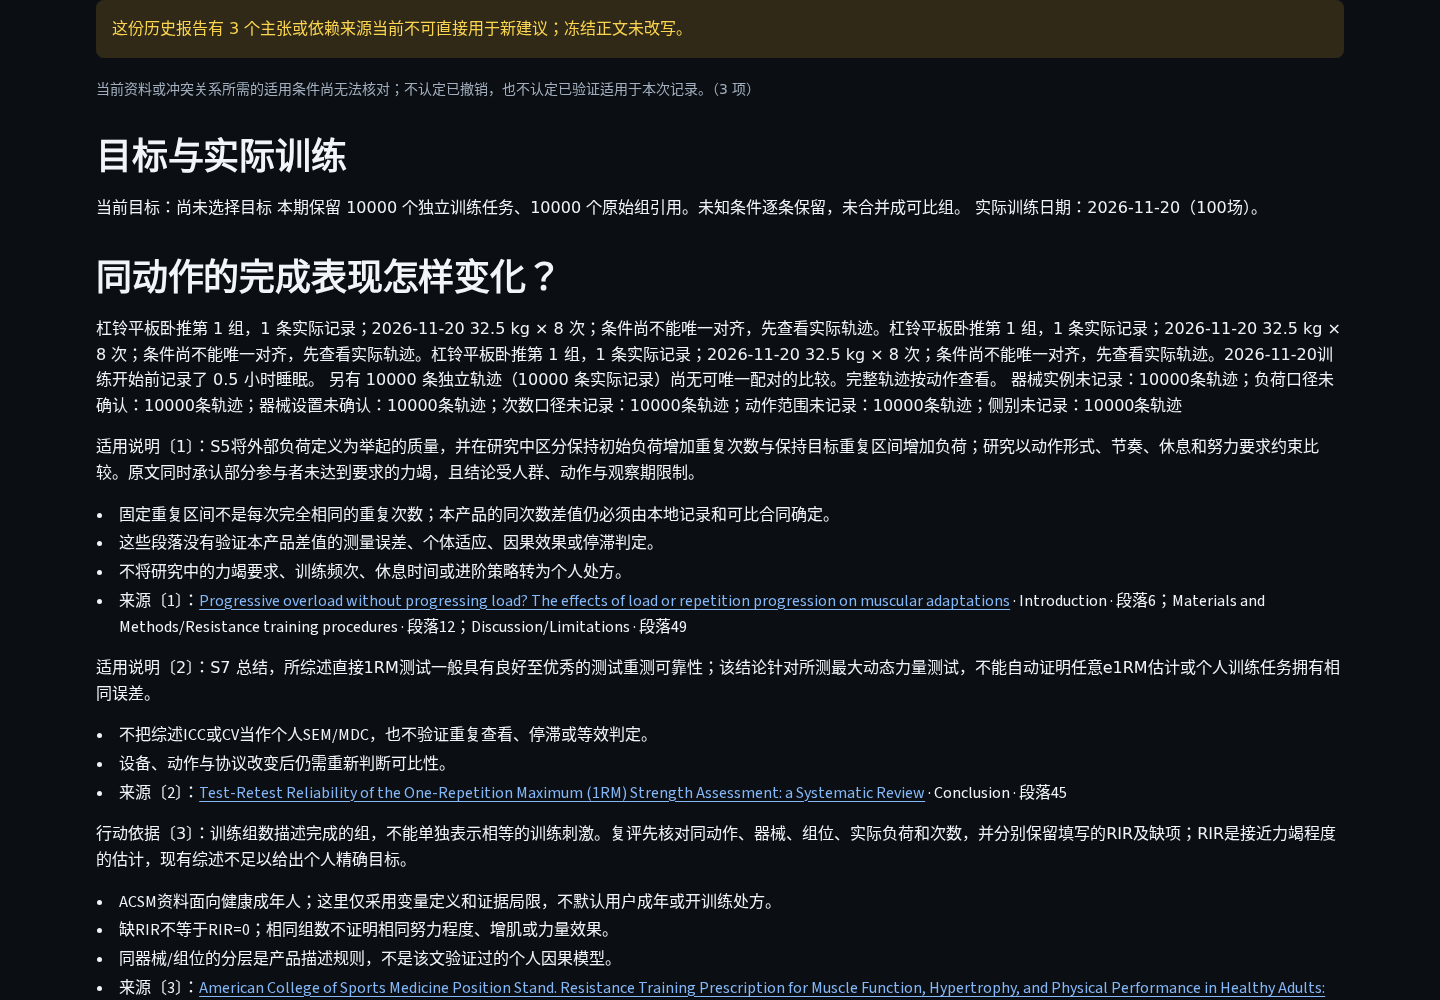 这份历史报告有 3 个主张或依赖来源当前不可直接用于新建议；冻结正文未改写。
当前资料或冲突关系所需的适用条件尚无法核对；不认定已撤销，也不认定已验证适用于本次记录。（3 项）
目标与实际训练
当前目标：尚未选择目标 本期保留 10000 个独立训练任务、10000 个原始组引用。未知条件逐条保留，未合并成可比组。 实际训练日期：2026-11-20（100场）。
同动作的完成表现怎样变化？
杠铃平板卧推第 1 组，1 条实际记录；2026-11-20 32.5 kg × 8 次；条件尚不能唯一对齐，先查看实际轨迹。杠铃平板卧推第 1 组，1 条实际记录；2026-11-20 32.5 kg ×
8 次；条件尚不能唯一对齐，先查看实际轨迹。杠铃平板卧推第 1 组，1 条实际记录；2026-11-20 32.5 kg × 8 次；条件尚不能唯一对齐，先查看实际轨迹。2026-11-20训
练开始前记录了 0.5 小时睡眠。 另有 10000 条独立轨迹（10000 条实际记录）尚无可唯一配对的比较。完整轨迹按动作查看。 器械实例未记录：10000条轨迹；负荷口径未
确认：10000条轨迹；器械设置未确认：10000条轨迹；次数口径未记录：10000条轨迹；动作范围未记录：10000条轨迹；侧别未记录：10000条轨迹
适用说明〔1〕：S5将外部负荷定义为举起的质量，并在研究中区分保持初始负荷增加重复次数与保持目标重复区间增加负荷；研究以动作形式、节奏、休息和努力要求约束比
较。原文同时承认部分参与者未达到要求的力竭，且结论受人群、动作与观察期限制。
• 固定重复区间不是每次完全相同的重复次数；本产品的同次数差值仍必须由本地记录和可比合同确定。
• 这些段落没有验证本产品差值的测量误差、个体适应、因果效果或停滞判定。
• 不将研究中的力竭要求、训练频次、休息时间或进阶策略转为个人处方。
• 来源〔1〕：Progressive overload without progressing load? The effects of load or repetition progression on muscular adaptations · Introduction · 段落6；Materials and
Methods/Resistance training procedures · 段落12；Discussion/Limitations · 段落49
适用说明〔2〕：S7 总结，所综述直接1RM测试一般具有良好至优秀的测试重测可靠性；该结论针对所测最大动态力量测试，不能自动证明任意e1RM估计或个人训练任务拥有相
同误差。
• 不把综述ICC或CV当作个人SEM/MDC，也不验证重复查看、停滞或等效判定。
• 设备、动作与协议改变后仍需重新判断可比性。
• 来源〔2〕：Test-Retest Reliability of the One-Repetition Maximum (1RM) Strength Assessment: a Systematic Review · Conclusion · 段落45
行动依据〔3〕：训练组数描述完成的组，不能单独表示相等的训练刺激。复评先核对同动作、器械、组位、实际负荷和次数，并分别保留填写的RIR及缺项；RIR是接近力竭程度
的估计，现有综述不足以给出个人精确目标。
• ACSM资料面向健康成年人；这里仅采用变量定义和证据局限，不默认用户成年或开训练处方。
• 缺RIR不等于RIR=0；相同组数不证明相同努力程度、增肌或力量效果。
• 同器械/组位的分层是产品描述规则，不是该文验证过的个人因果模型。
• 来源〔3〕：American College of Sports Medicine Position Stand. Resistance Training Prescription for Muscle Function, Hypertrophy, and Physical Performance in Healthy Adults: